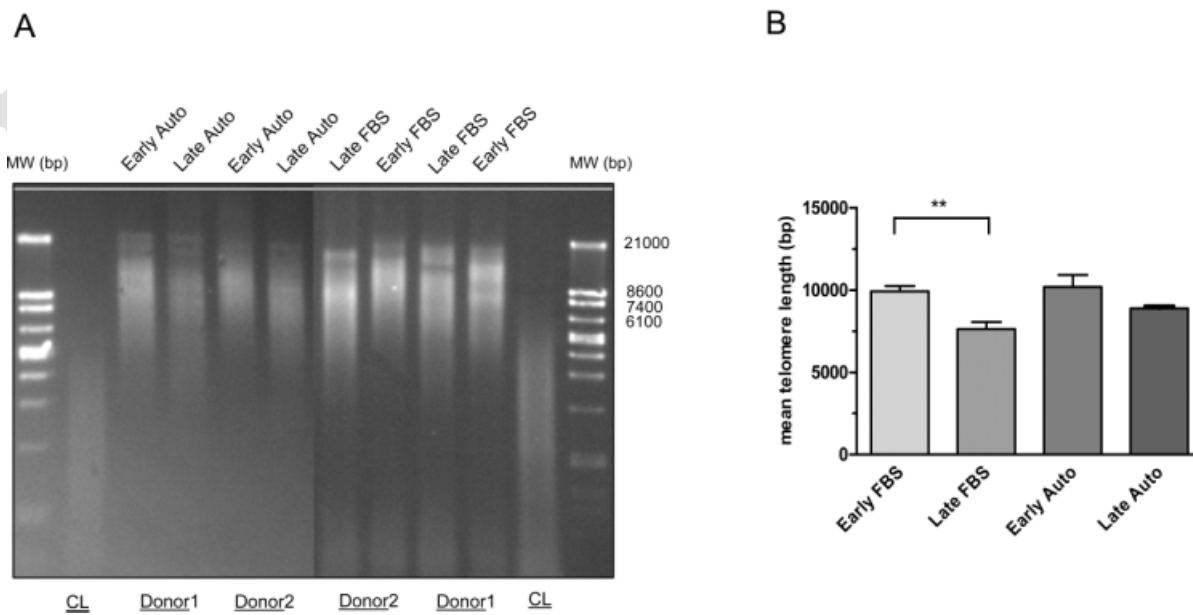 A
B
Early Auto
Late Auto
Early Auto
Late Auto
Late FBS
Early FBS
Late FBS
Early FBS
MW (bp)
MW (bp)
21000
8600
7400
6100
CL
Donor1
Donor2
Donor2
Donor1
CL
mean telomere length (bp)
15000
10000
5000
0
**
Early FBS
Late FBS
Early Auto
Late Auto